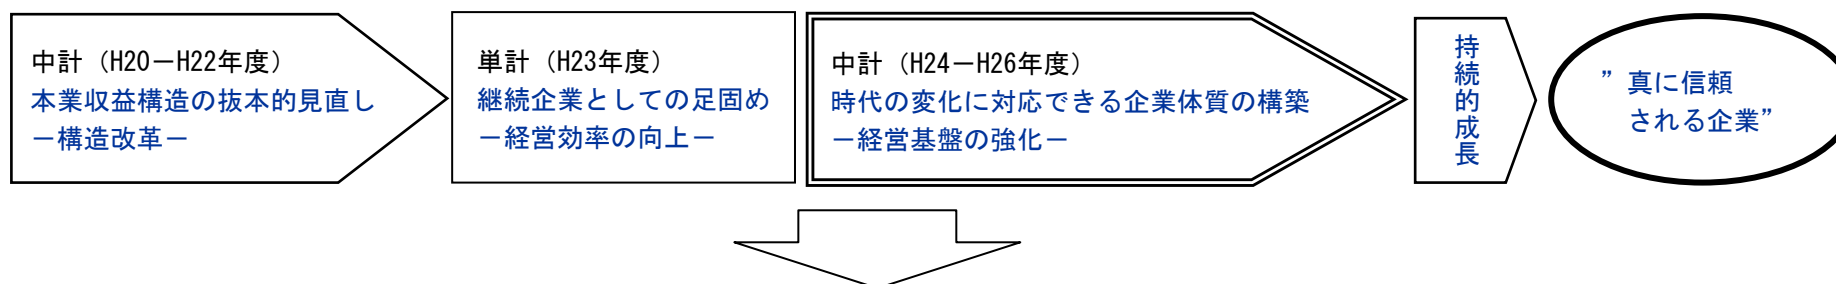 中計（H20－H22年度）
本業収益構造の抜本的見直し
－構造改革－
単計（H23年度）
継続企業としての足固め
－経営効率の向上－
中計（H24－H26年度）
時代の変化に対応できる企業体質の構築
－経営基盤の強化－
持続的成長
”真に信頼
される企業”